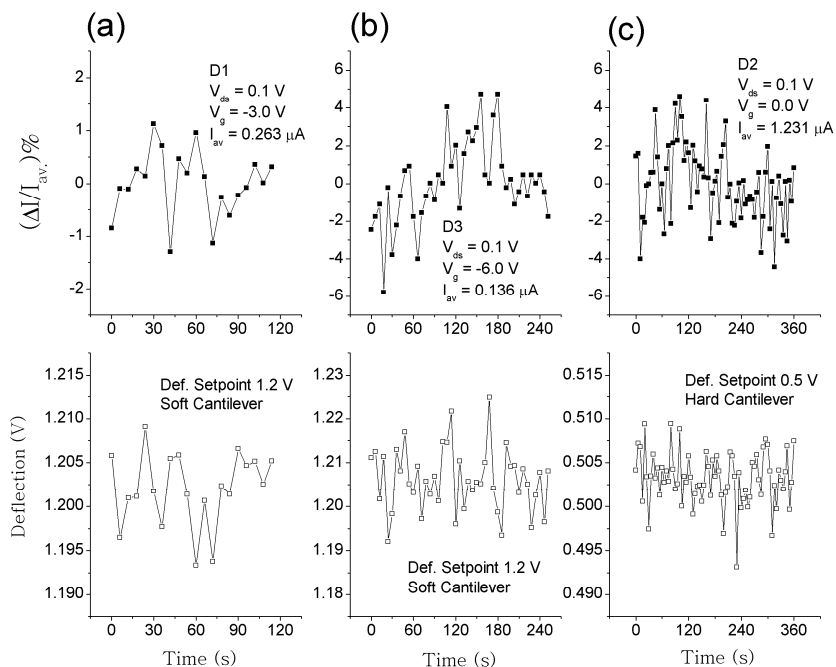 (a)
(b)
(c)
(ΔI/I_av.)%
2
1
0
-1
-2
D1
V_ds = 0.1 V
V_g = -3.0 V
I_av = 0.263 μA
0 30 60 90 120
6
4
2
0
-2
-4
-6
D3
V_ds = 0.1 V
V_g = -6.0 V
I_av = 0.136 μA
0 60 120 180 240
6
4
2
0
-2
-4
-6
D2
V_ds = 0.1 V
V_g = 0.0 V
I_av = 1.231 μA
0 120 240 360
Deflection (V)
1.215
1.210
1.205
1.200
1.195
1.190
Def. Setpoint 1.2 V
Soft Cantilever
0 30 60 90 120
Time (s)
1.23
1.22
1.21
1.20
1.19
1.18
Def. Setpoint 1.2 V
Soft Cantilever
0 60 120 180 240
Time (s)
0.515
0.510
0.505
0.500
0.495
0.490
Def. Setpoint 0.5 V
Hard Cantilever
0 120 240 360
Time (s)